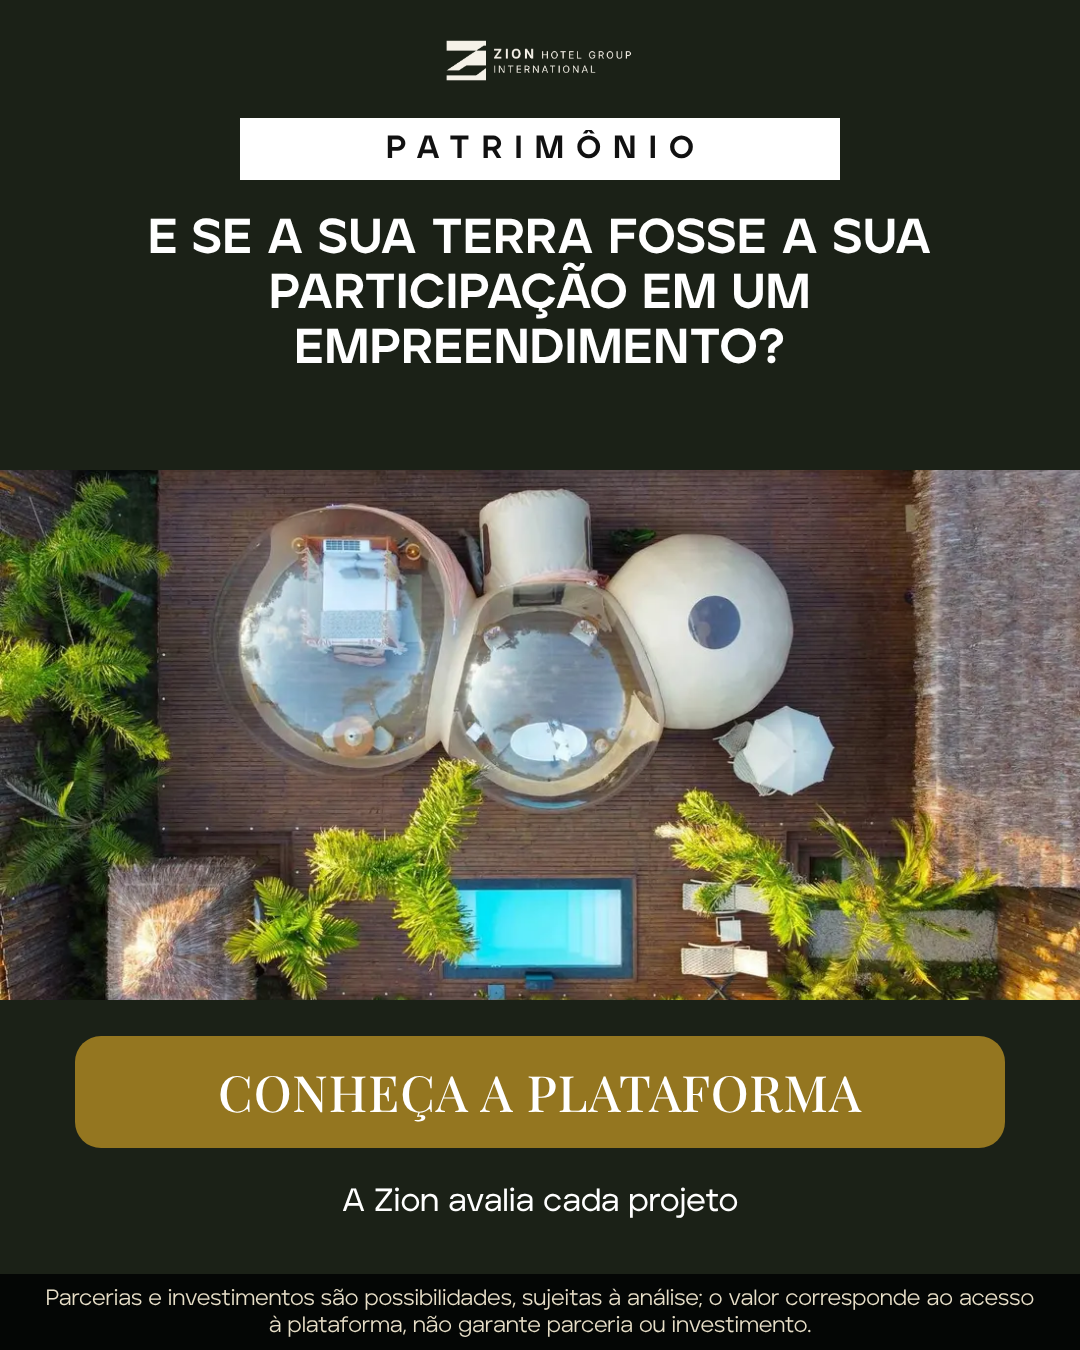 ZION HOTEL GROUP
INTERNATIONAL
PATRIMÔNIO
E SE A SUA TERRA FOSSE A SUA
PARTICIPAÇÃO EM UM
EMPREENDIMENTO?
CONHEÇA A PLATAFORMA
A Zion avalia cada projeto
Parcerias e investimentos são possibilidades, sujeitas à análise; o valor corresponde ao acesso
à plataforma, não garante parceria ou investimento.